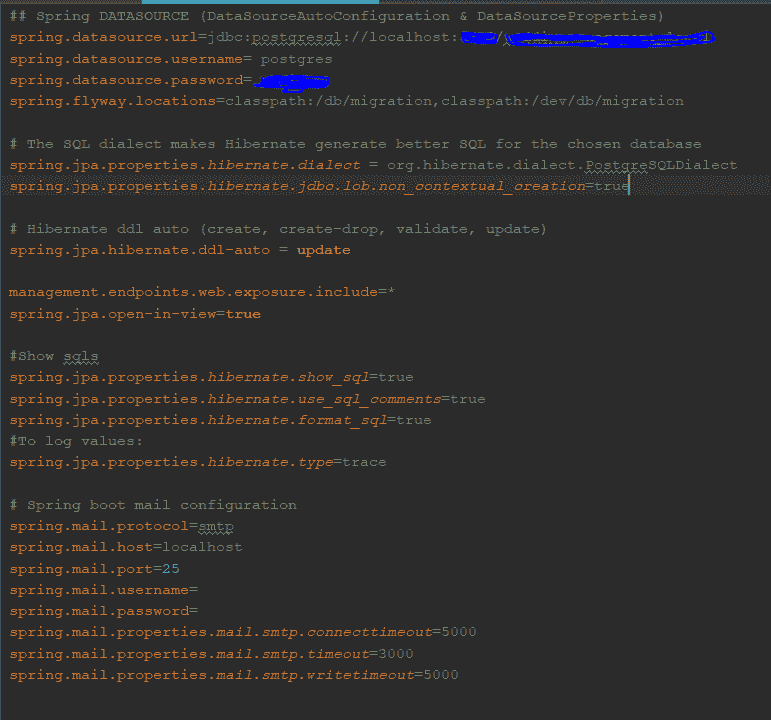 ## Spring DATASOURCE (DataSourceAutoConfiguration & DataSourceProperties)
spring.datasource.url=jdbc:postgresql://localhost: /
spring.datasource.username= postgres
spring.datasource.password=
spring.flyway.locations=classpath:/db/migration,classpath:/dev/db/migration
# The SQL dialect makes Hibernate generate better SQL for the chosen database
spring.jpa.properties.hibernate.dialect = org.hibernate.dialect.PostgreSQLDialect
spring.jpa.properties.hibernate.jdbc.lob.non_contextual_creation=true
# Hibernate ddl auto (create, create-drop, validate, update)
spring.jpa.hibernate.ddl-auto = update
management.endpoints.web.exposure.include=*
spring.jpa.open-in-view=true
#Show sqls
spring.jpa.properties.hibernate.show_sql=true
spring.jpa.properties.hibernate.use_sql_comments=true
spring.jpa.properties.hibernate.format_sql=true
#To log values:
spring.jpa.properties.hibernate.type=trace
# Spring boot mail configuration
spring.mail.protocol=smtp
spring.mail.host=localhost
spring.mail.port=25
spring.mail.username=
spring.mail.password=
spring.mail.properties.mail.smtp.connecttimeout=5000
spring.mail.properties.mail.smtp.timeout=3000
spring.mail.properties.mail.smtp.writetimeout=5000